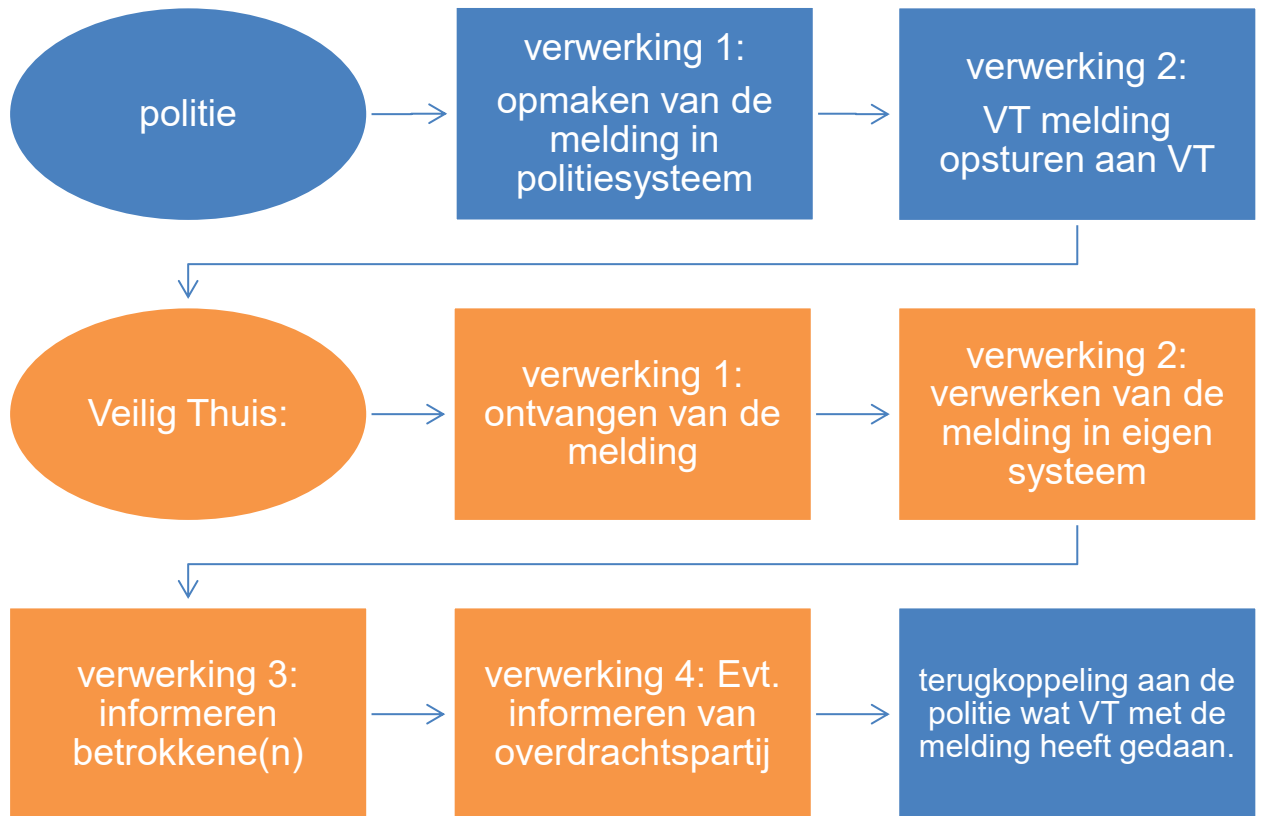 politie
verwerking 1:
opmaken van de
melding in
politiesysteem
verwerking 2:
VT melding
opsturen aan VT
Veilig Thuis:
verwerking 1:
ontvangen van de
melding
verwerking 2:
verwerken van de
melding in eigen
systeem
verwerking 3:
informeren
betrokkene(n)
verwerking 4: Evt.
informeren van
overdrachtspartij
terugkoppeling aan de
politie wat VT met de
melding heeft gedaan.